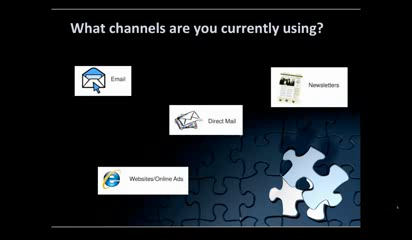 What channels are you currently using?
Email
Newsletters
Direct Mail
Websites/Online Ads